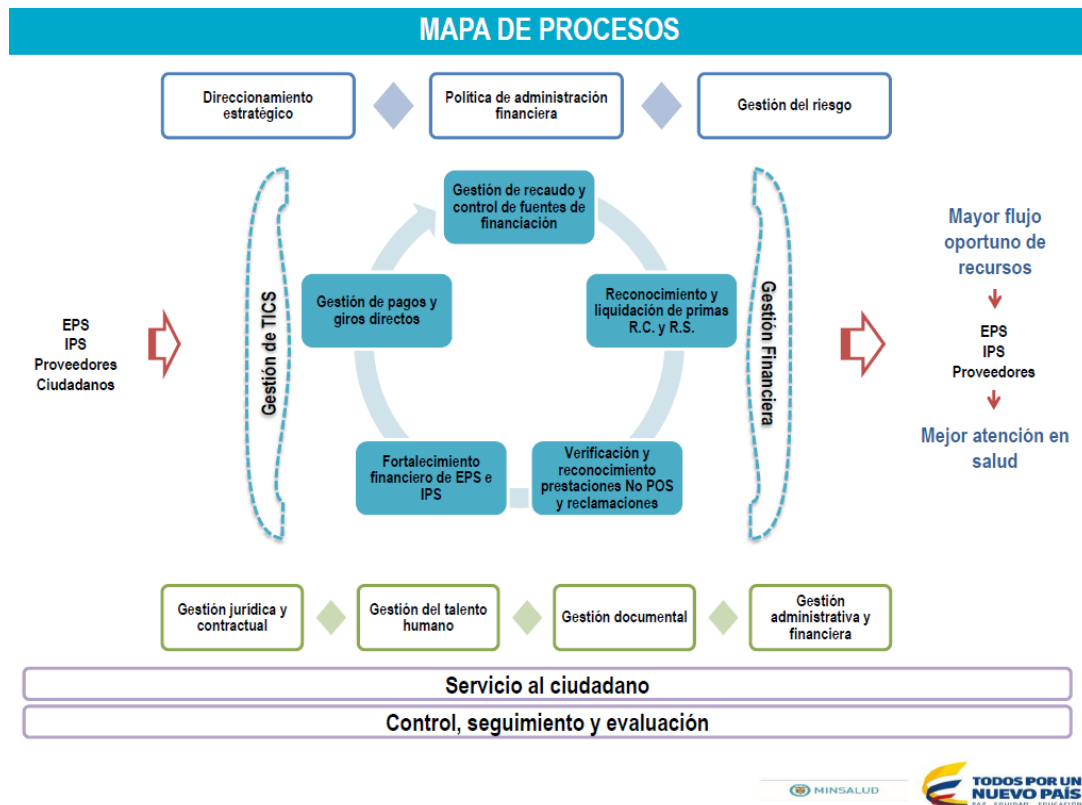 MAPA DE PROCESOS
Direccionamiento
estratégico
Política de administración
financiera
Gestión del riesgo
Gestión de recaudo y
control de fuentes de
financiación
Reconocimiento y
liquidación de primas
R.C. y R.S.
Verificación y
reconocimiento
prestaciones No POS
y reclamaciones
Fortalecimiento
financiero de EPS e
IPS
Gestión de pagos y
giros directos
EPS
IPS
Proveedores
Ciudadanos
Gestión de TICS
Gestión Financiera
Mayor flujo
oportuno de
recursos
EPS
IPS
Proveedores
Mejor atención en
salud
Gestión jurídica y
contractual
Gestión del talento
humano
Gestión documental
Gestión
administrativa y
financiera
Servicio al ciudadano
Control, seguimiento y evaluación
MINSALUD
TODOS POR UN
NUEVO PAÍS
PAZ EQUIDAD EDUCACIÓN